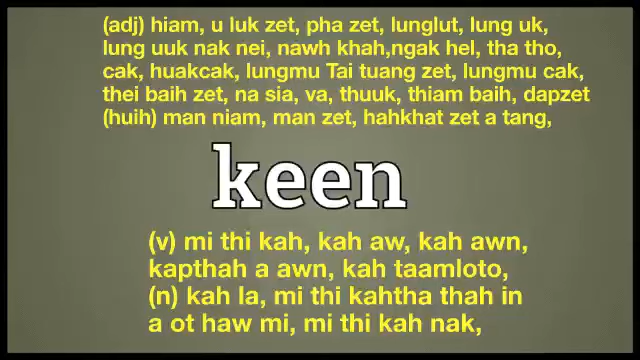 (adj) hiam, u luk zet, pha zet, lunglut, lung uk,
lung uuk nak nei, nawh khah,ngak hel, tha tho,
cak, huakcak, lungmu Tai tuang zet, lungmu cak,
thei baih zet, na sia, va, thuuk, thiam baih, dapzet
(huih) man niam, man zet, hahkhat zet a tang,
keen
(v) mi thi kah, kah aw, kah awn,
kapthah a awn, kah taamloto,
(n) kah la, mi thi kahtha thah in
a ot haw mi, mi thi kah nak,